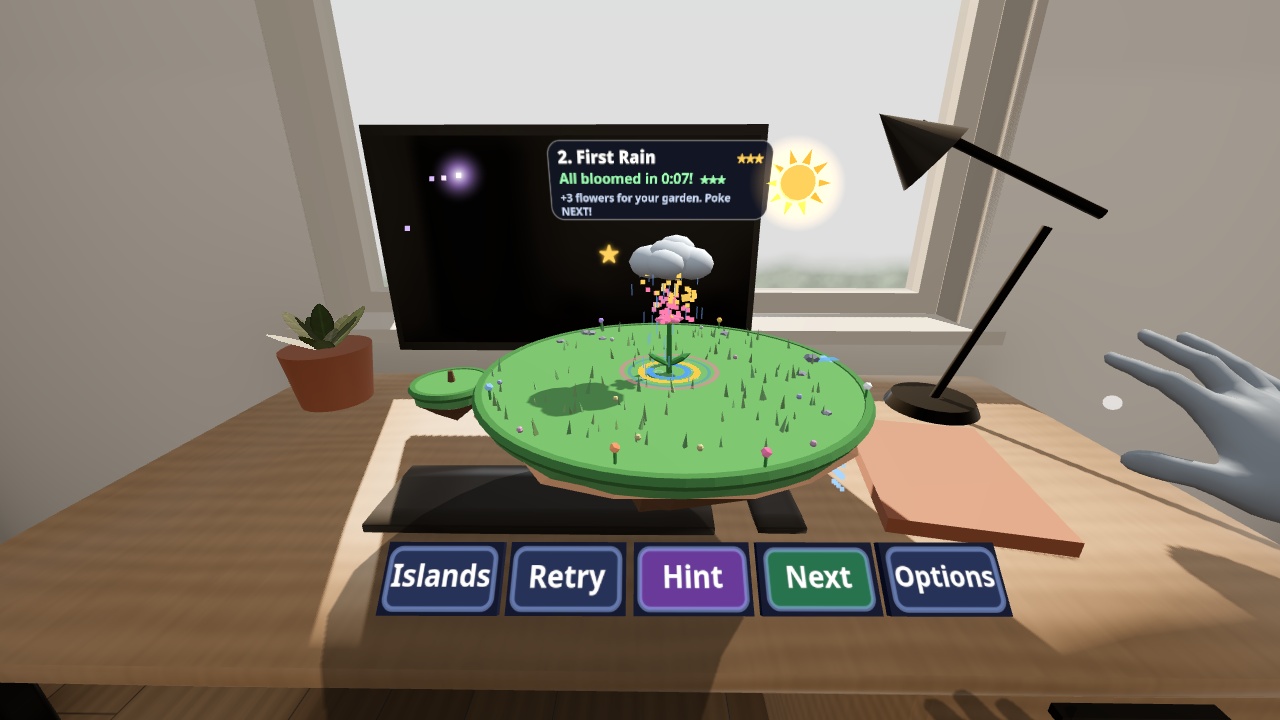 2. First Rain
All bloomed in 0:07! ★★★
+3 flowers for your garden. Poke
NEXT!
Islands
Retry
Hint
Next
Options